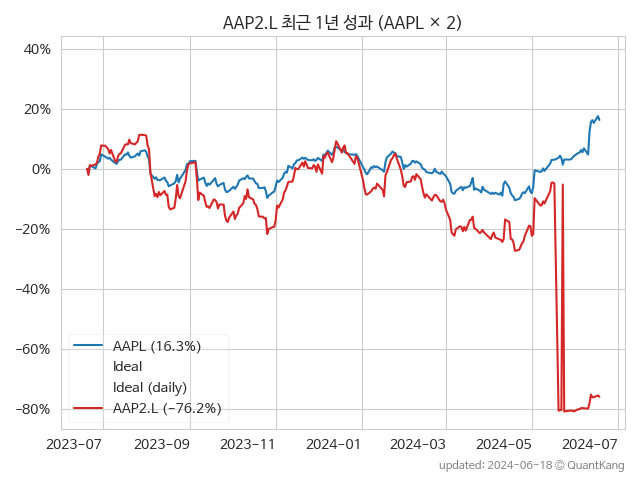 AAP2.L 최근 1년 성과 (AAPL × 2)
40%
20%
0%
−20%
−40%
−60%
−80%
AAPL (16.3%)
Ideal
Ideal (daily)
AAP2.L (−76.2%)
2023-07 2023-09 2023-11 2024-01 2024-03 2024-05 2024-07
updated: 2024-06-18 © QuantKang